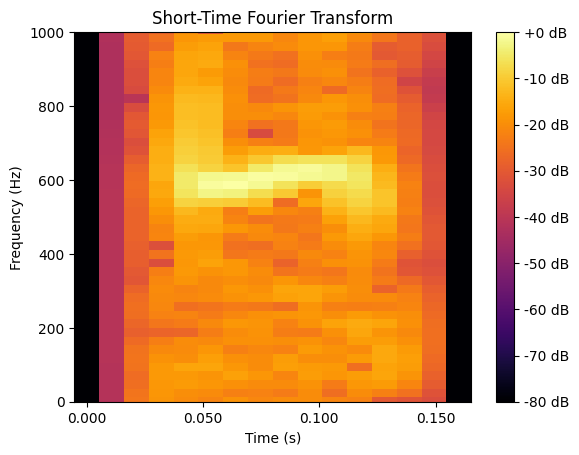 Short-Time Fourier Transform
1000
800
600
400
200
0
Frequency (Hz)
0.000
0.050
0.100
0.150
Time (s)
+0 dB
-10 dB
-20 dB
-30 dB
-40 dB
-50 dB
-60 dB
-70 dB
-80 dB